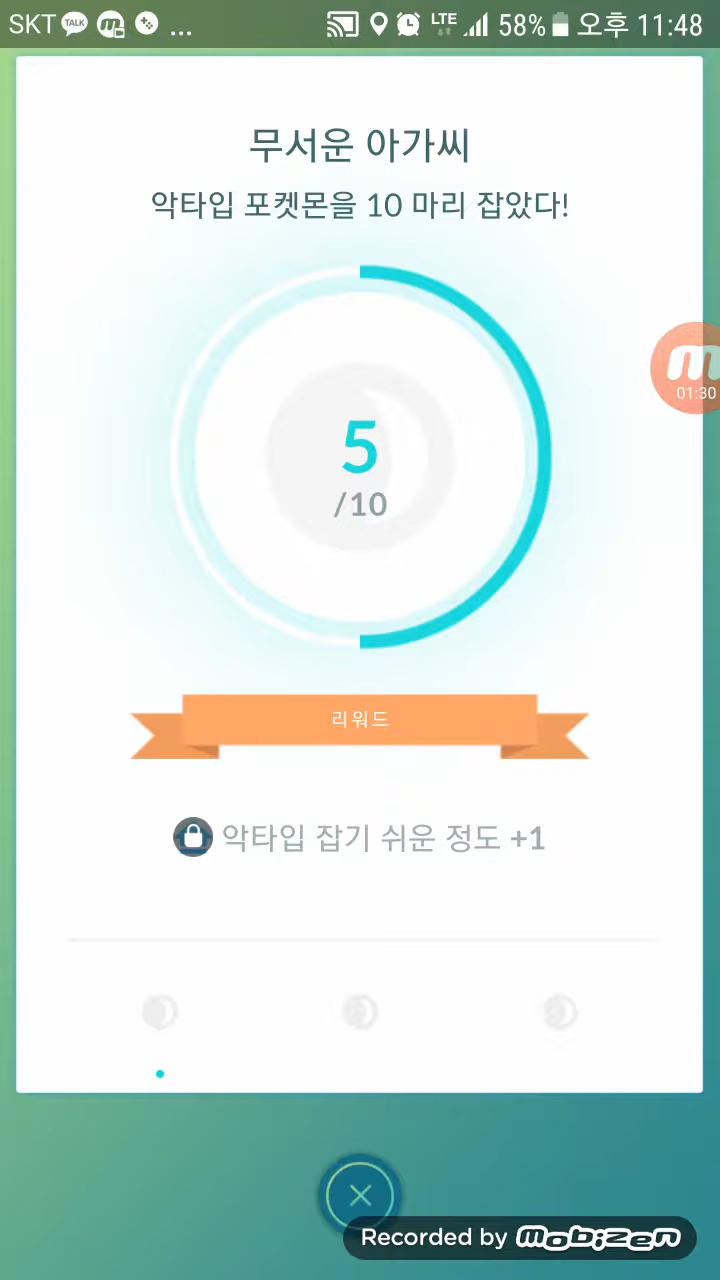 SKT TALK m ... LTE 58% 오후 11:48
무서운 아가씨
악타입 포켓몬을 10 마리 잡았다!
m
01:30
5
/10
리워드
악타입 잡기 쉬운 정도 +1
Recorded by mobizen